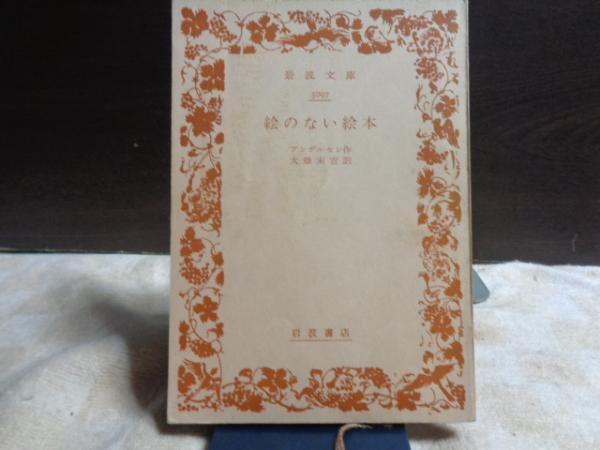 岩波文庫
5097
絵のない絵本
アンデルセン作
大畑末吉訳
岩波書店